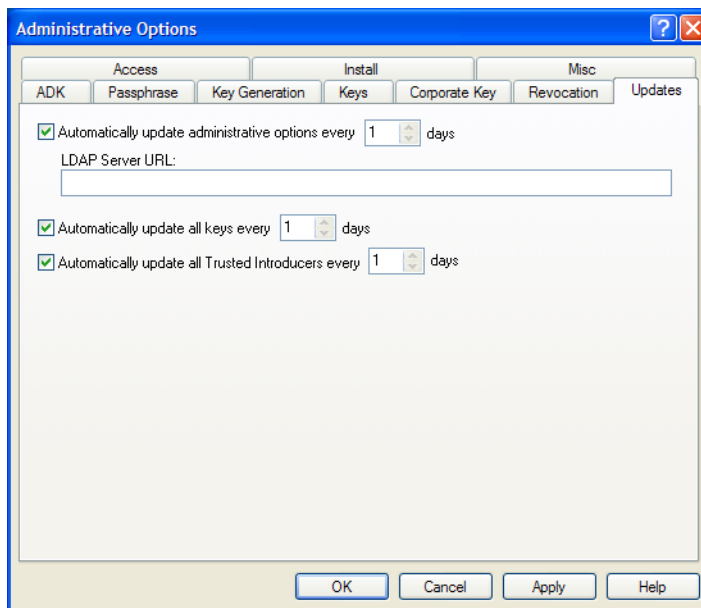 Administrative Options
Access Install Misc
ADK Passphrase Key Generation Keys Corporate Key Revocation Updates
Automatically update administrative options every 1 days
LDAP Server URL:
Automatically update all keys every 1 days
Automatically update all Trusted Introducers every 1 days
OK Cancel Apply Help